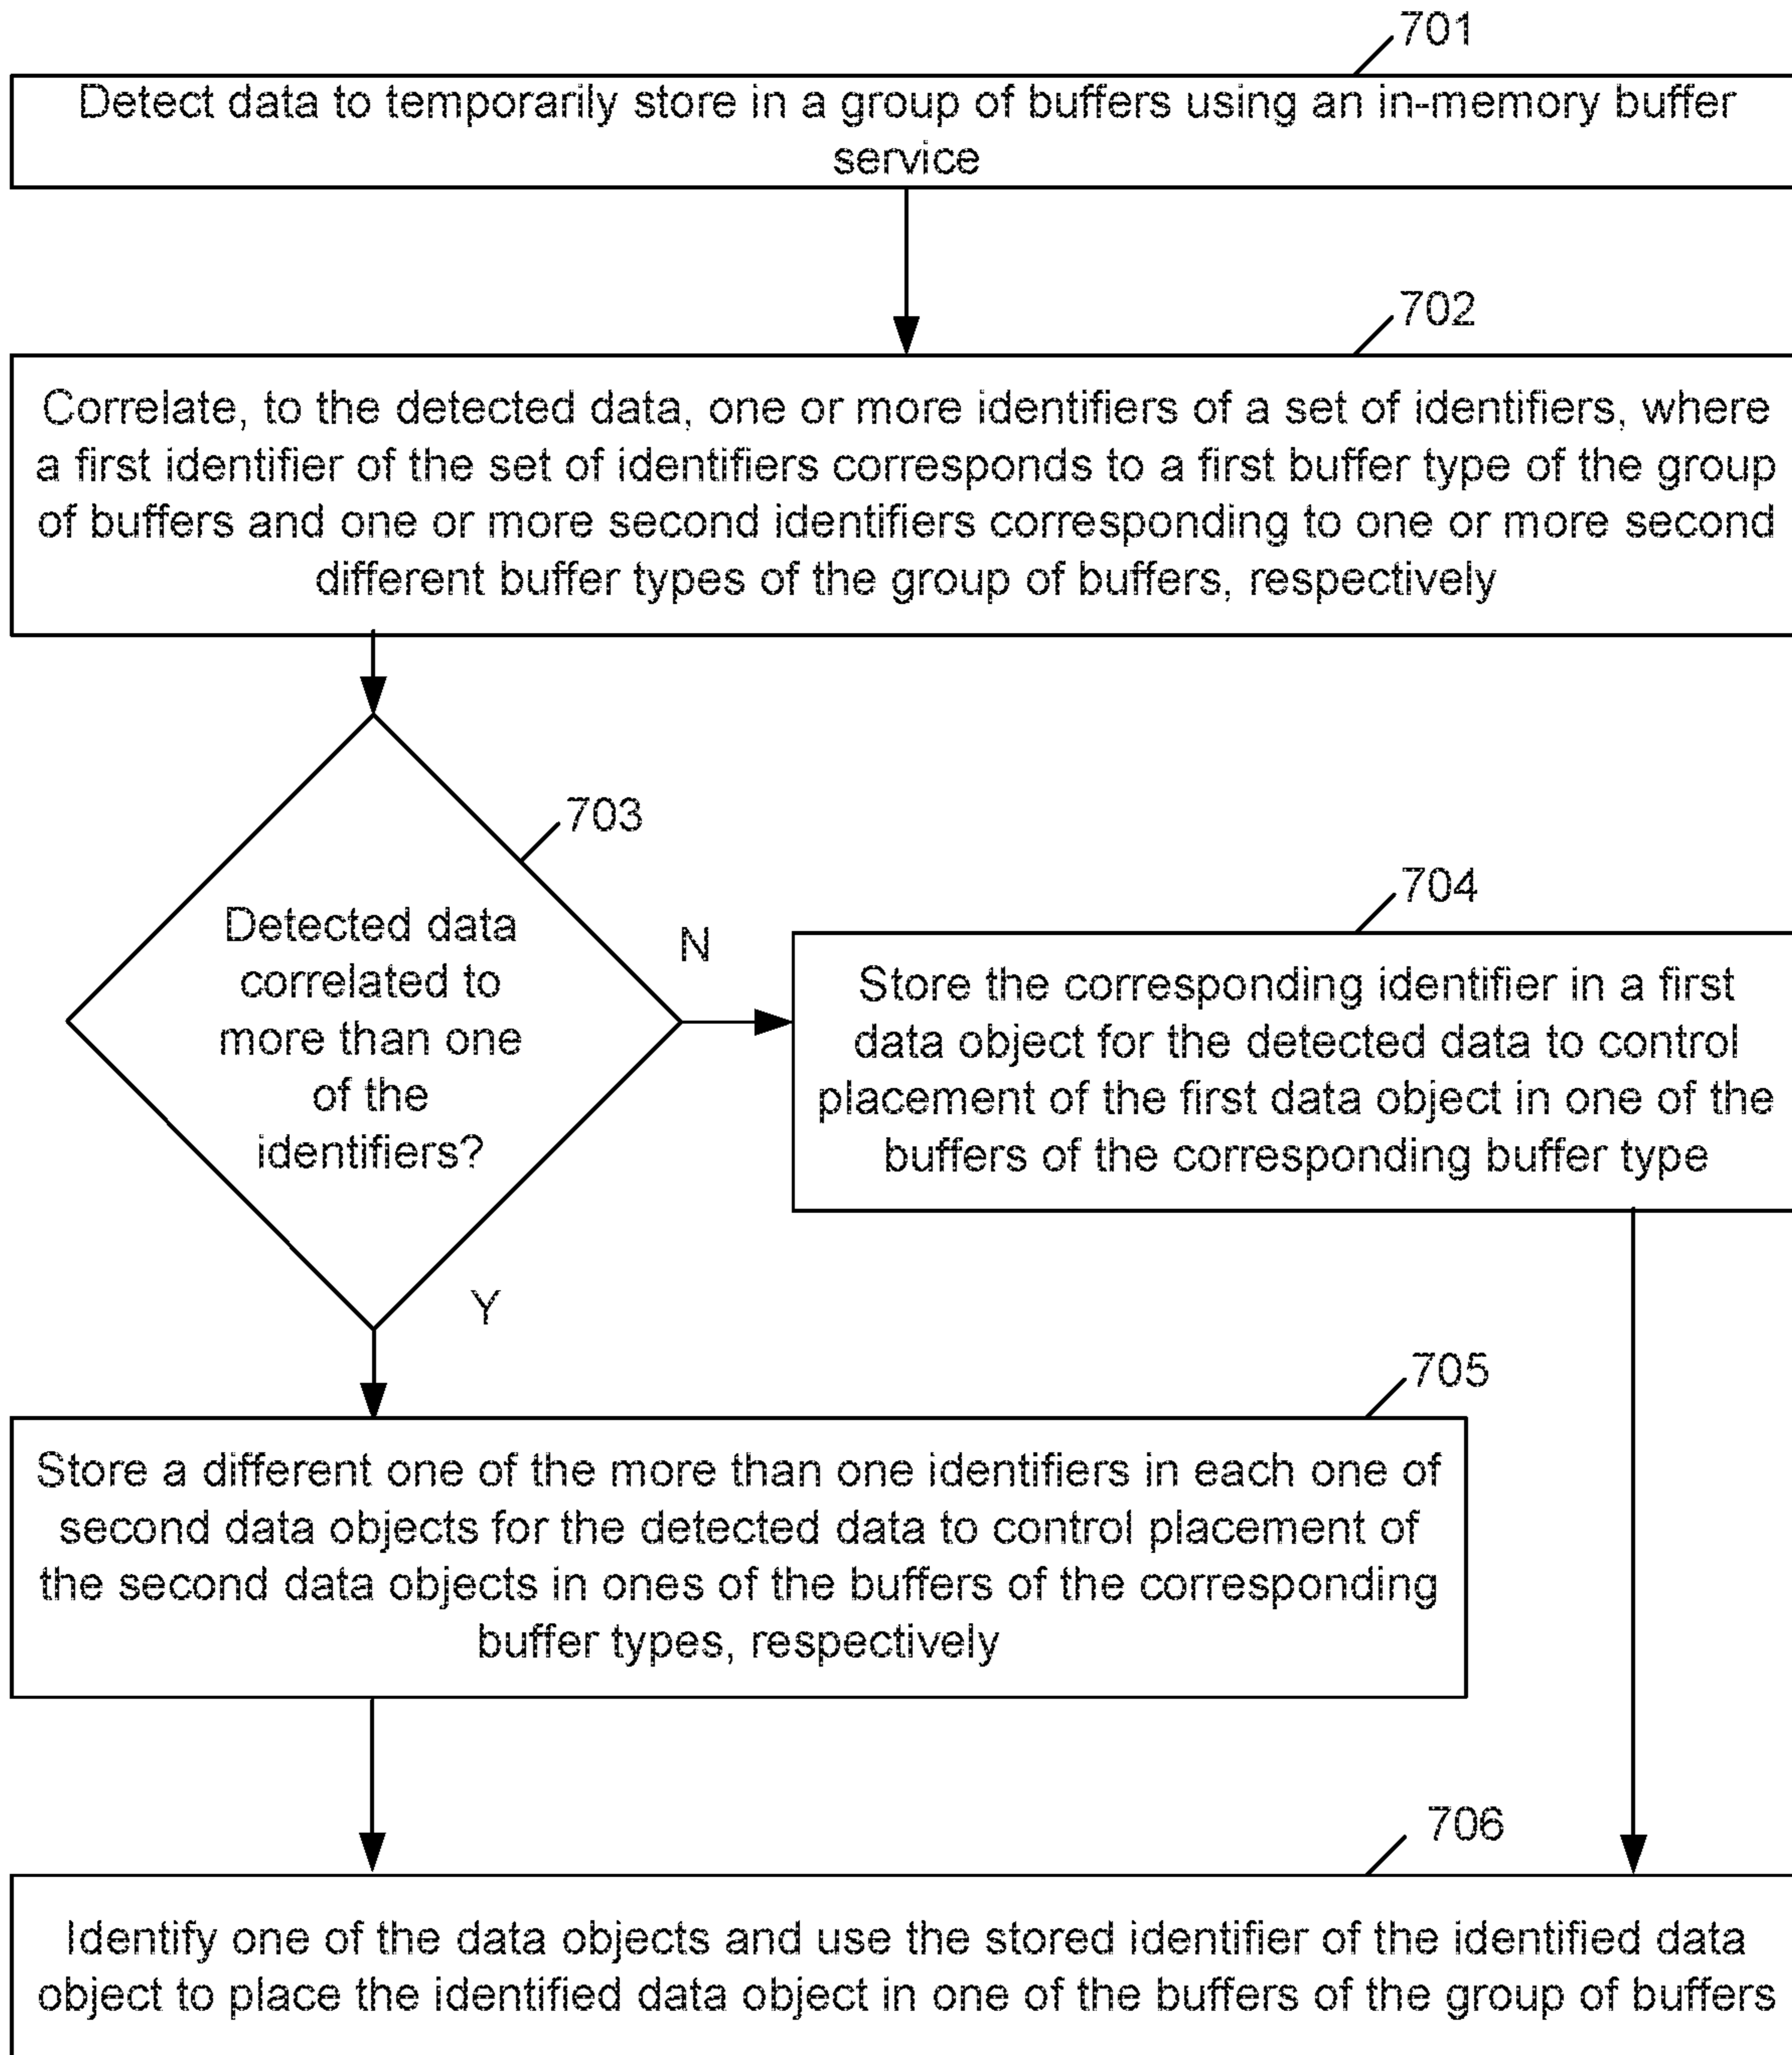 701
Detect data to temporarily store in a group of buffers using an in-memory buffer
service
702
Correlate, to the detected data, one or more identifiers of a set of identifiers, where
a first identifier of the set of identifiers corresponds to a first buffer type of the group
of buffers and one or more second identifiers corresponding to one or more second
different buffer types of the group of buffers, respectively
703
Detected data
correlated to
more than one
of the
identifiers?
N
704
Store the corresponding identifier in a first
data object for the detected data to control
placement of the first data object in one of the
buffers of the corresponding buffer type
Y
705
Store a different one of the more than one identifiers in each one of
second data objects for the detected data to control placement of
the second data objects in ones of the buffers of the corresponding
buffer types, respectively
706
Identify one of the data objects and use the stored identifier of the identified data
object to place the identified data object in one of the buffers of the group of buffers